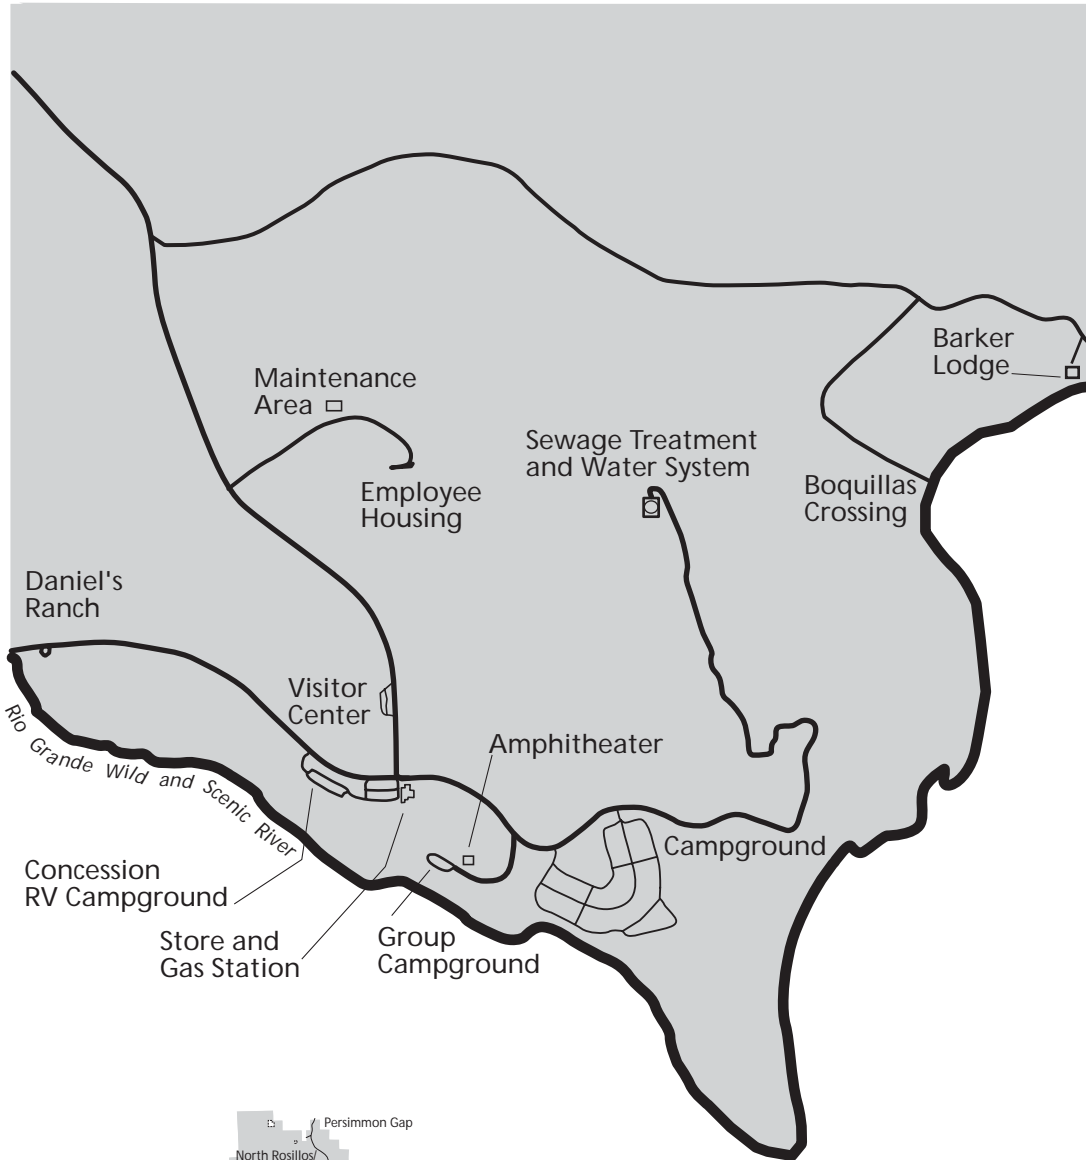 Barker
Lodge
Maintenance
Area
Sewage Treatment
and Water System
Boquillas
Crossing
Employee
Housing
Daniel's
Ranch
Visitor
Center
Amphitheater
Rio Grande Wild and Scenic River
Campground
Concession
RV Campground
Store and
Gas Station
Group
Campground
Persimmon Gap
North Rosillos